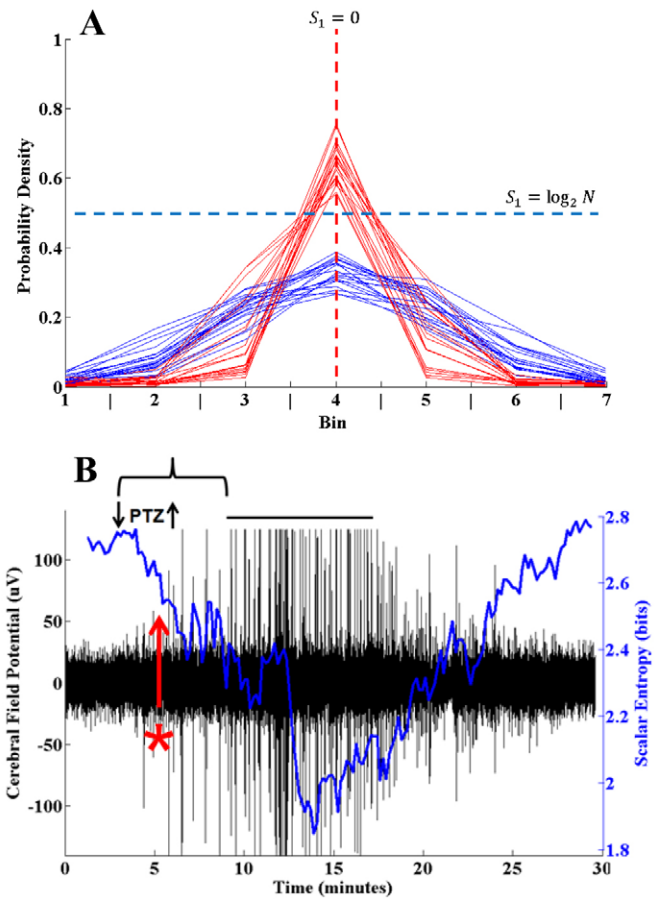 A
S₁ = 0
1
0.8
0.6
0.4
0.2
0
Probability Density
S₁ = log₂ N
1 | 2 | 3 | 4 | 5 | 6 | 7
Bin
B
PTZ
100
50
0
-50
-100
Cerebral Field Potential (uV)
2.8
2.6
2.4
2.2
2
1.8
Scalar Entropy (bits)
*
0 5 10 15 20 25 30
Time (minutes)